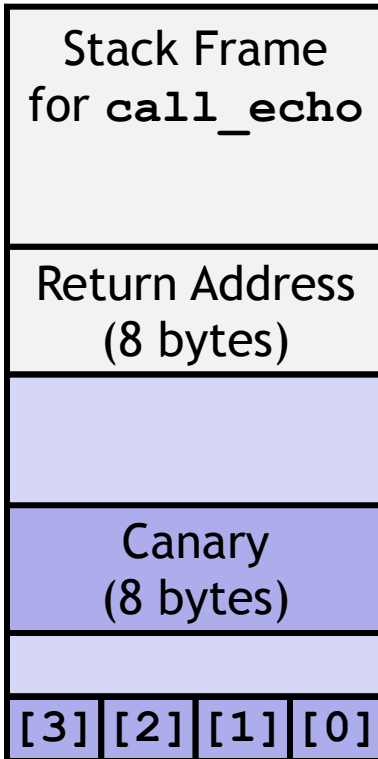 Stack Frame
for call_echo
Return Address
(8 bytes)
Canary
(8 bytes)
[3] [2] [1] [0]